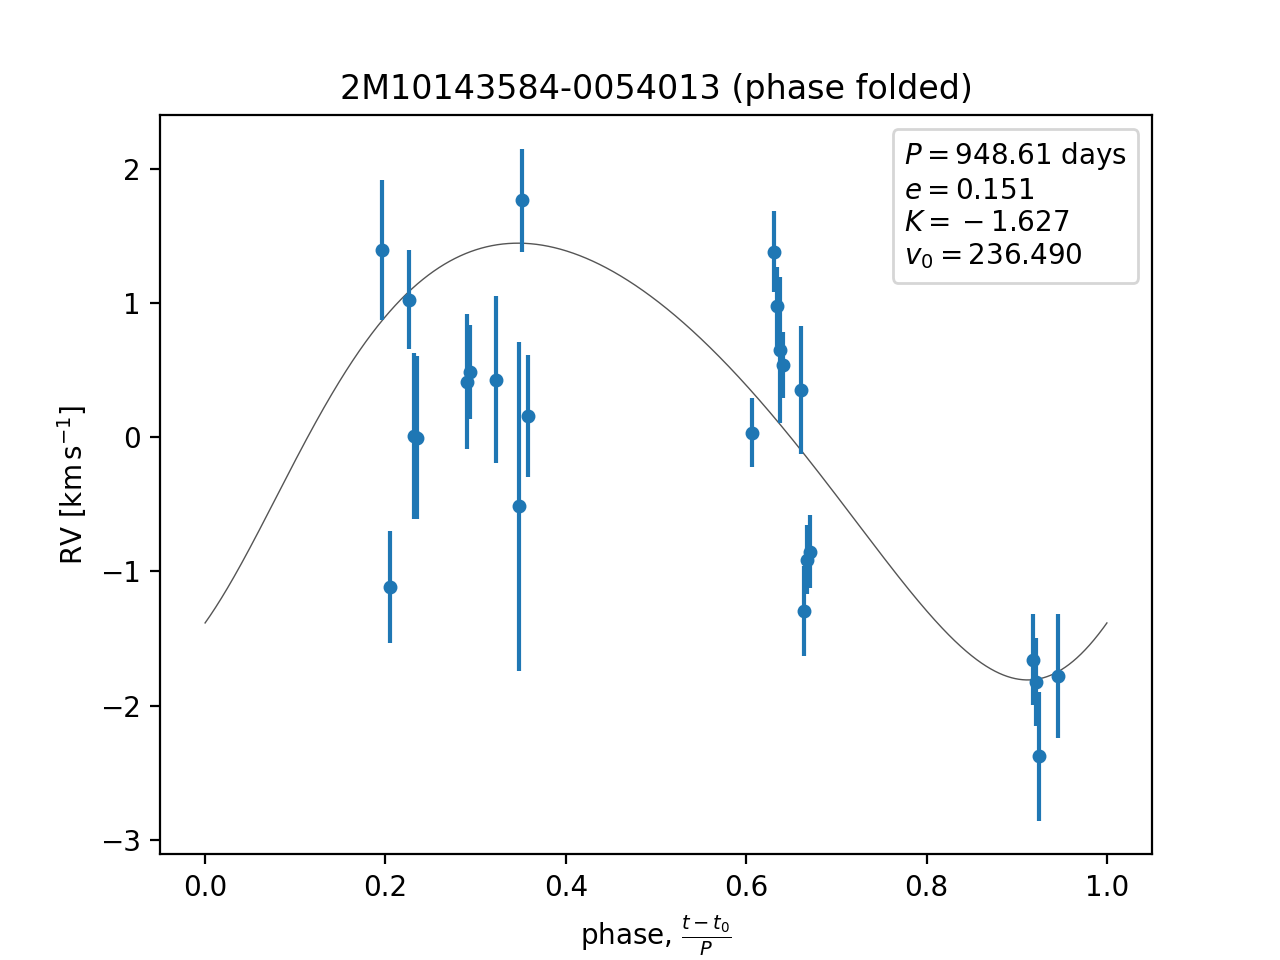 2M10143584-0054013 (phase folded)
P = 948.61 days
e = 0.151
K = −1.627
v₀ = 236.490
2
1
0
−1
−2
−3
RV [km s⁻¹]
0.0 0.2 0.4 0.6 0.8 1.0
phase, (t − t₀)/P